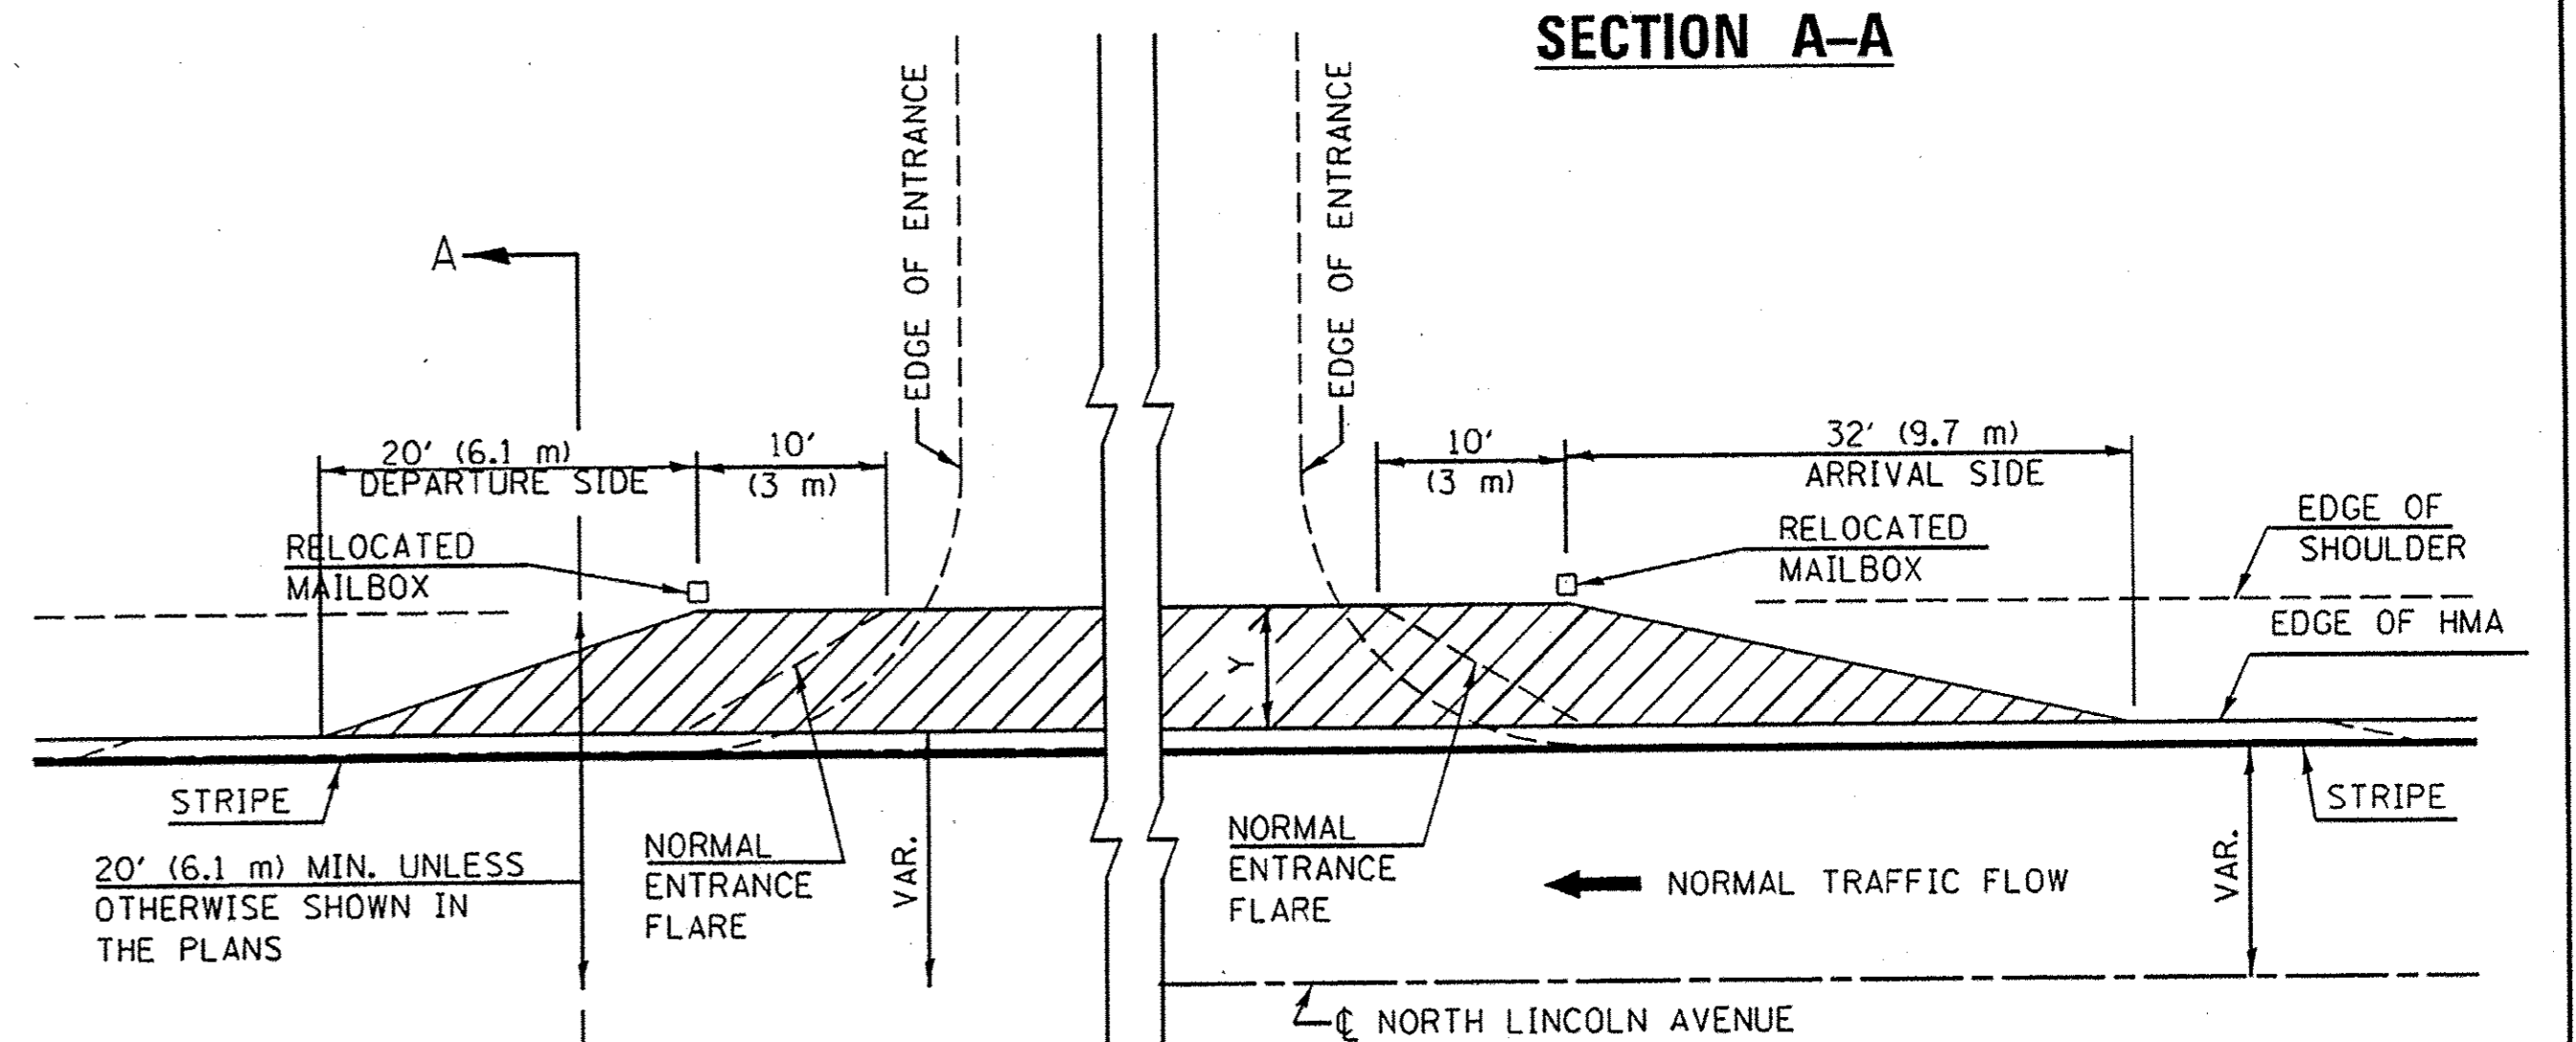 SECTION A–A
EDGE OF ENTRANCE
EDGE OF ENTRANCE
A
20' (6.1 m)
DEPARTURE SIDE
10'
(3 m)
10'
(3 m)
32' (9.7 m)
ARRIVAL SIDE
RELOCATED
MAILBOX
RELOCATED
MAILBOX
EDGE OF
SHOULDER
EDGE OF HMA
Y
STRIPE
20' (6.1 m) MIN. UNLESS
OTHERWISE SHOWN IN
THE PLANS
NORMAL
ENTRANCE
FLARE
VAR.
NORMAL
ENTRANCE
FLARE
NORMAL TRAFFIC FLOW
VAR.
STRIPE
℄ NORTH LINCOLN AVENUE